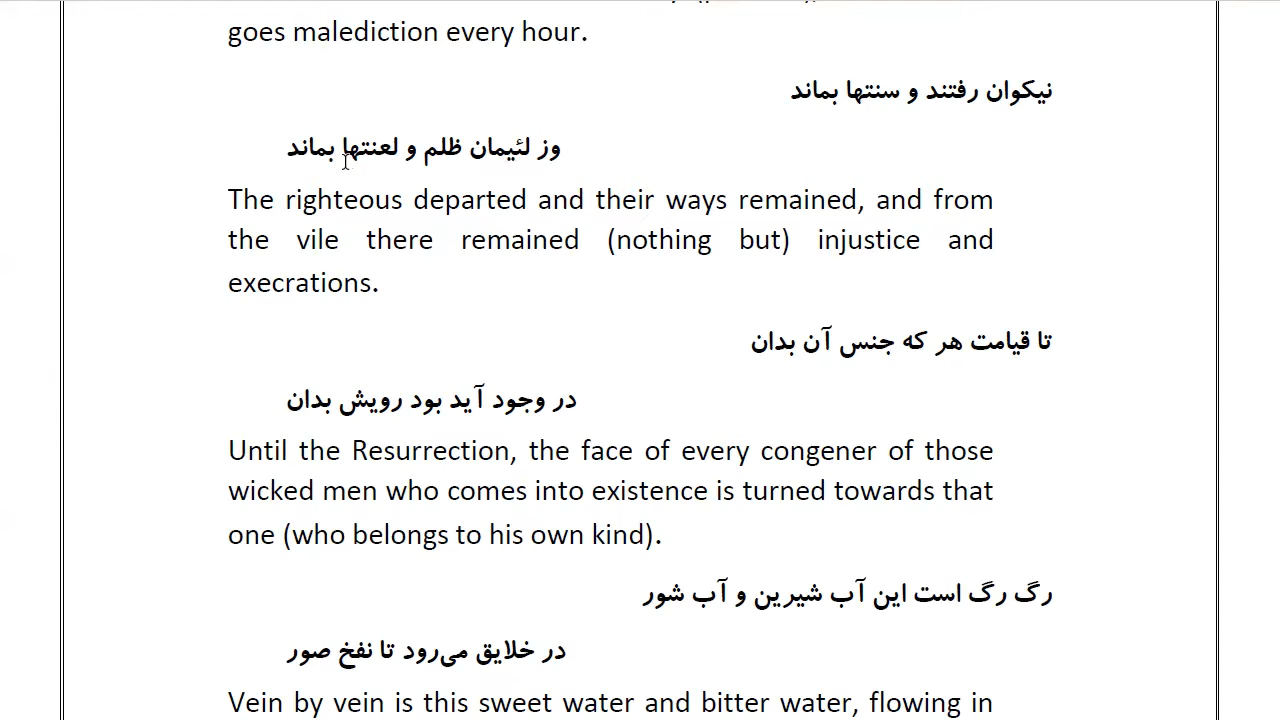 goes malediction every hour.
نیکوان رفتند و سنتها بماند
وز لئیمان ظلم و لعنتها بماند
The righteous departed and their ways remained, and from
the vile there remained (nothing but) injustice and
execrations.
تا قیامت هر که جنس آن بدان
در وجود آید بود رویش بدان
Until the Resurrection, the face of every congener of those
wicked men who comes into existence is turned towards that
one (who belongs to his own kind).
رگ رگ است این آب شیرین و آب شور
در خلایق می‌رود تا نفخ صور
Vein by vein is this sweet water and bitter water, flowing in